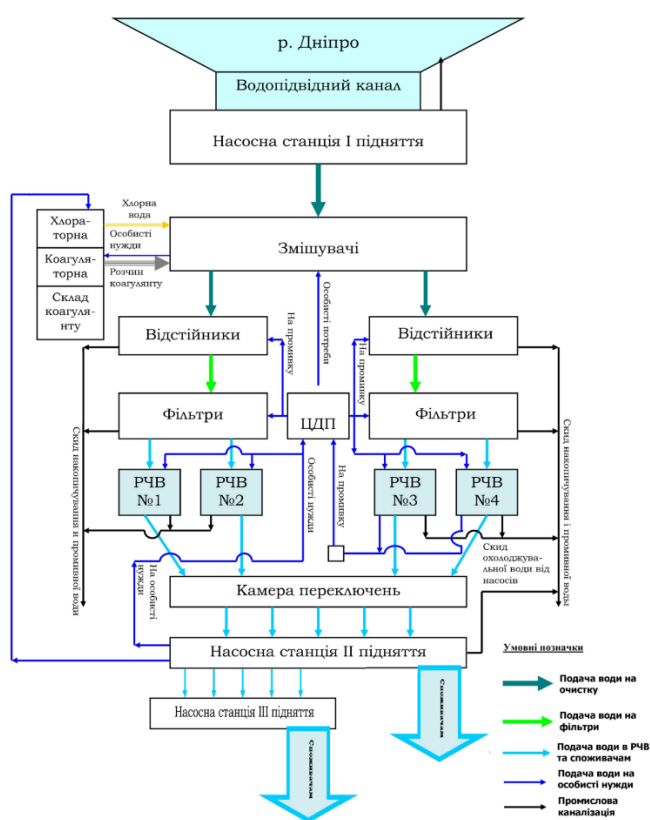 р. Дніпро
Водопідвідний канал
Насосна станція I підняття
Хлорна
вода
Хлора-
торна
Особисті
нужди
Змішувачі
Коагуля-
торна
Розчин
коагулянту
Склад
коагуля-
нту
Особисті потреби
Відстійники
На промивку
На промивку
Відстійники
Фільтри
ЦДП
Фільтри
Скид накопичування и промивної води
РЧВ
№1
РЧВ
№2
Особисті нужди
На промивку
РЧВ
№3
РЧВ
№4
Скид накопичування і промивної воды
Скид
охолоджува-
льної води від
насосів
На особисті
нужди
Камера переключень
Насосна станція II підняття
Насосна станція III підняття
Споживачам
Споживачам
Умовні позначки
Подача води на
очистку
Подача води на
фільтри
Подача води в РЧВ
та споживачам
Подача води на
особисті нужди
Промислова
каналізація